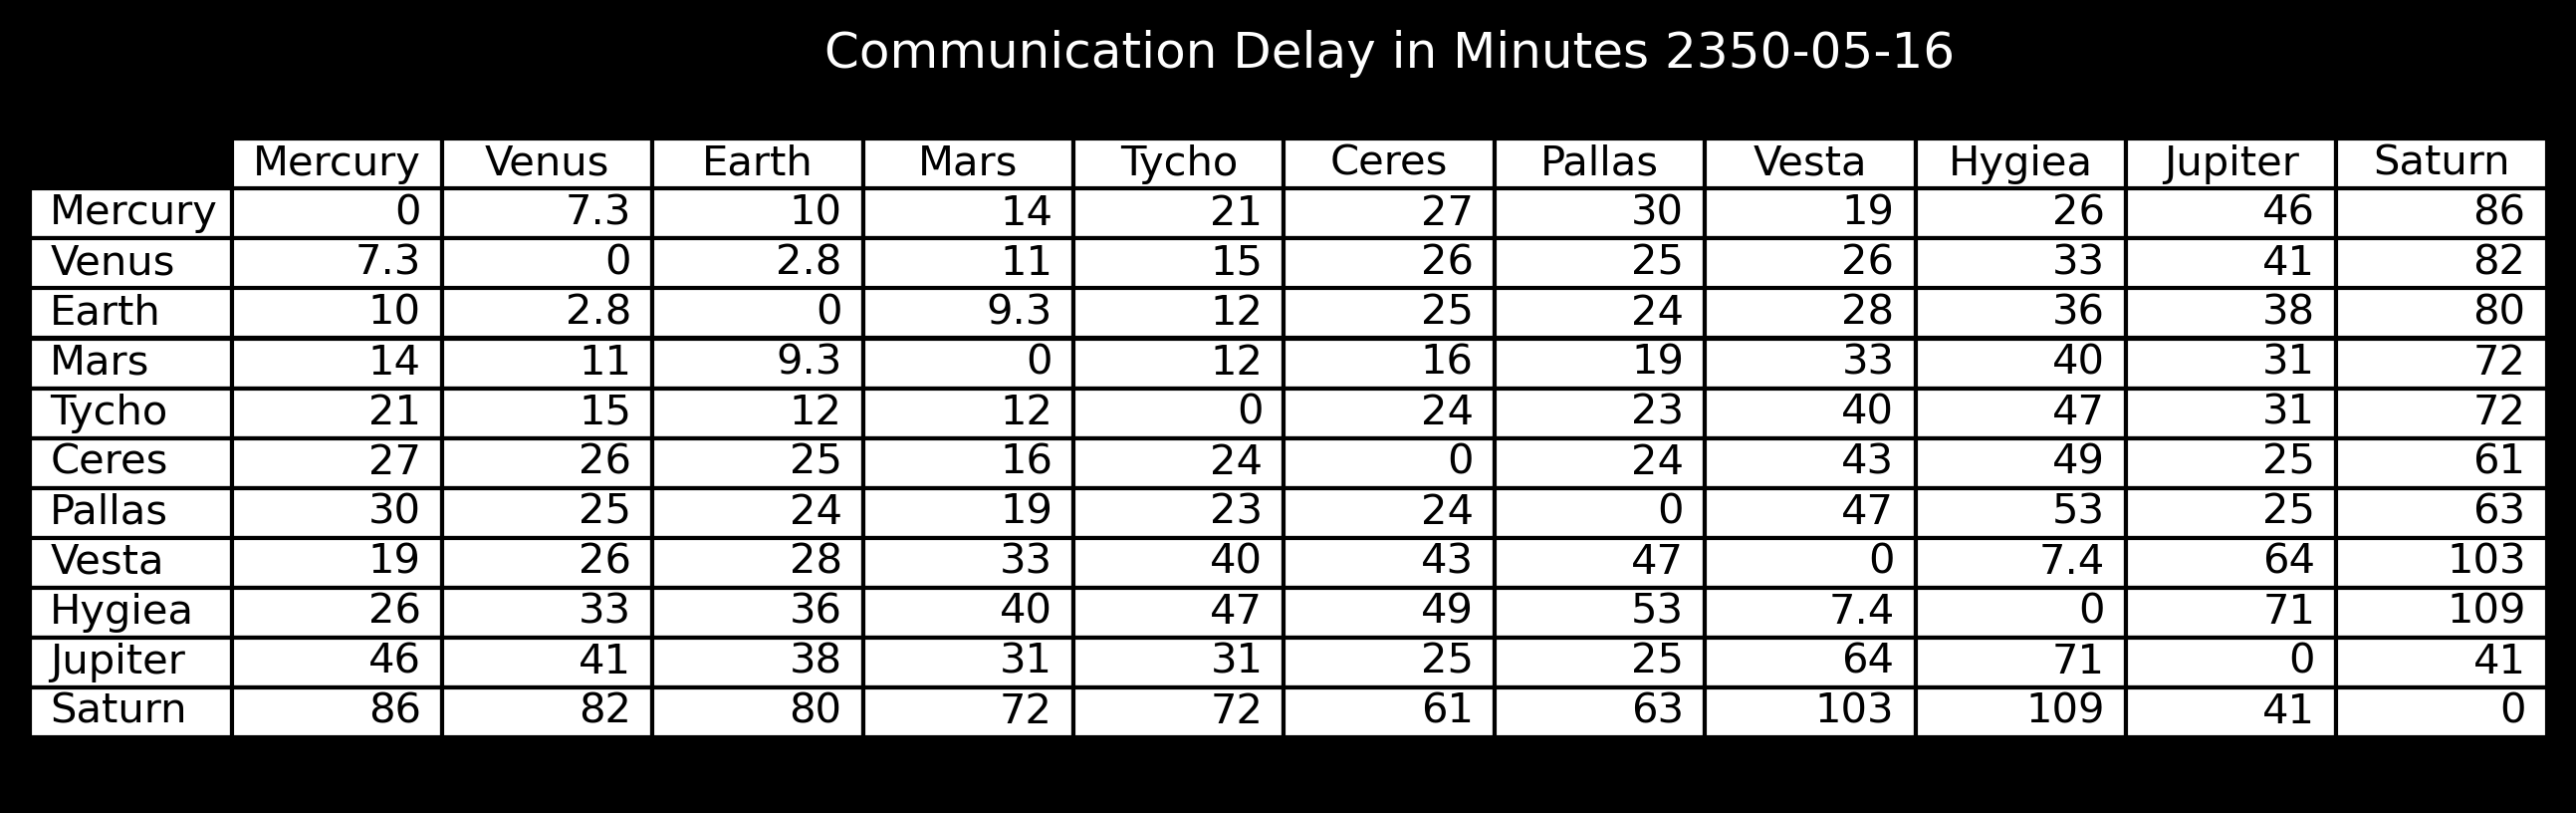 Communication Delay in Minutes 2350-05-16
Mercury Venus Earth Mars Tycho Ceres Pallas Vesta Hygiea Jupiter Saturn
Mercury 0 7.3 10 14 21 27 30 19 26 46 86
Venus 7.3 0 2.8 11 15 26 25 26 33 41 82
Earth 10 2.8 0 9.3 12 25 24 28 36 38 80
Mars 14 11 9.3 0 12 16 19 33 40 31 72
Tycho 21 15 12 12 0 24 23 40 47 31 72
Ceres 27 26 25 16 24 0 24 43 49 25 61
Pallas 30 25 24 19 23 24 0 47 53 25 63
Vesta 19 26 28 33 40 43 47 0 7.4 64 103
Hygiea 26 33 36 40 47 49 53 7.4 0 71 109
Jupiter 46 41 38 31 31 25 25 64 71 0 41
Saturn 86 82 80 72 72 61 63 103 109 41 0